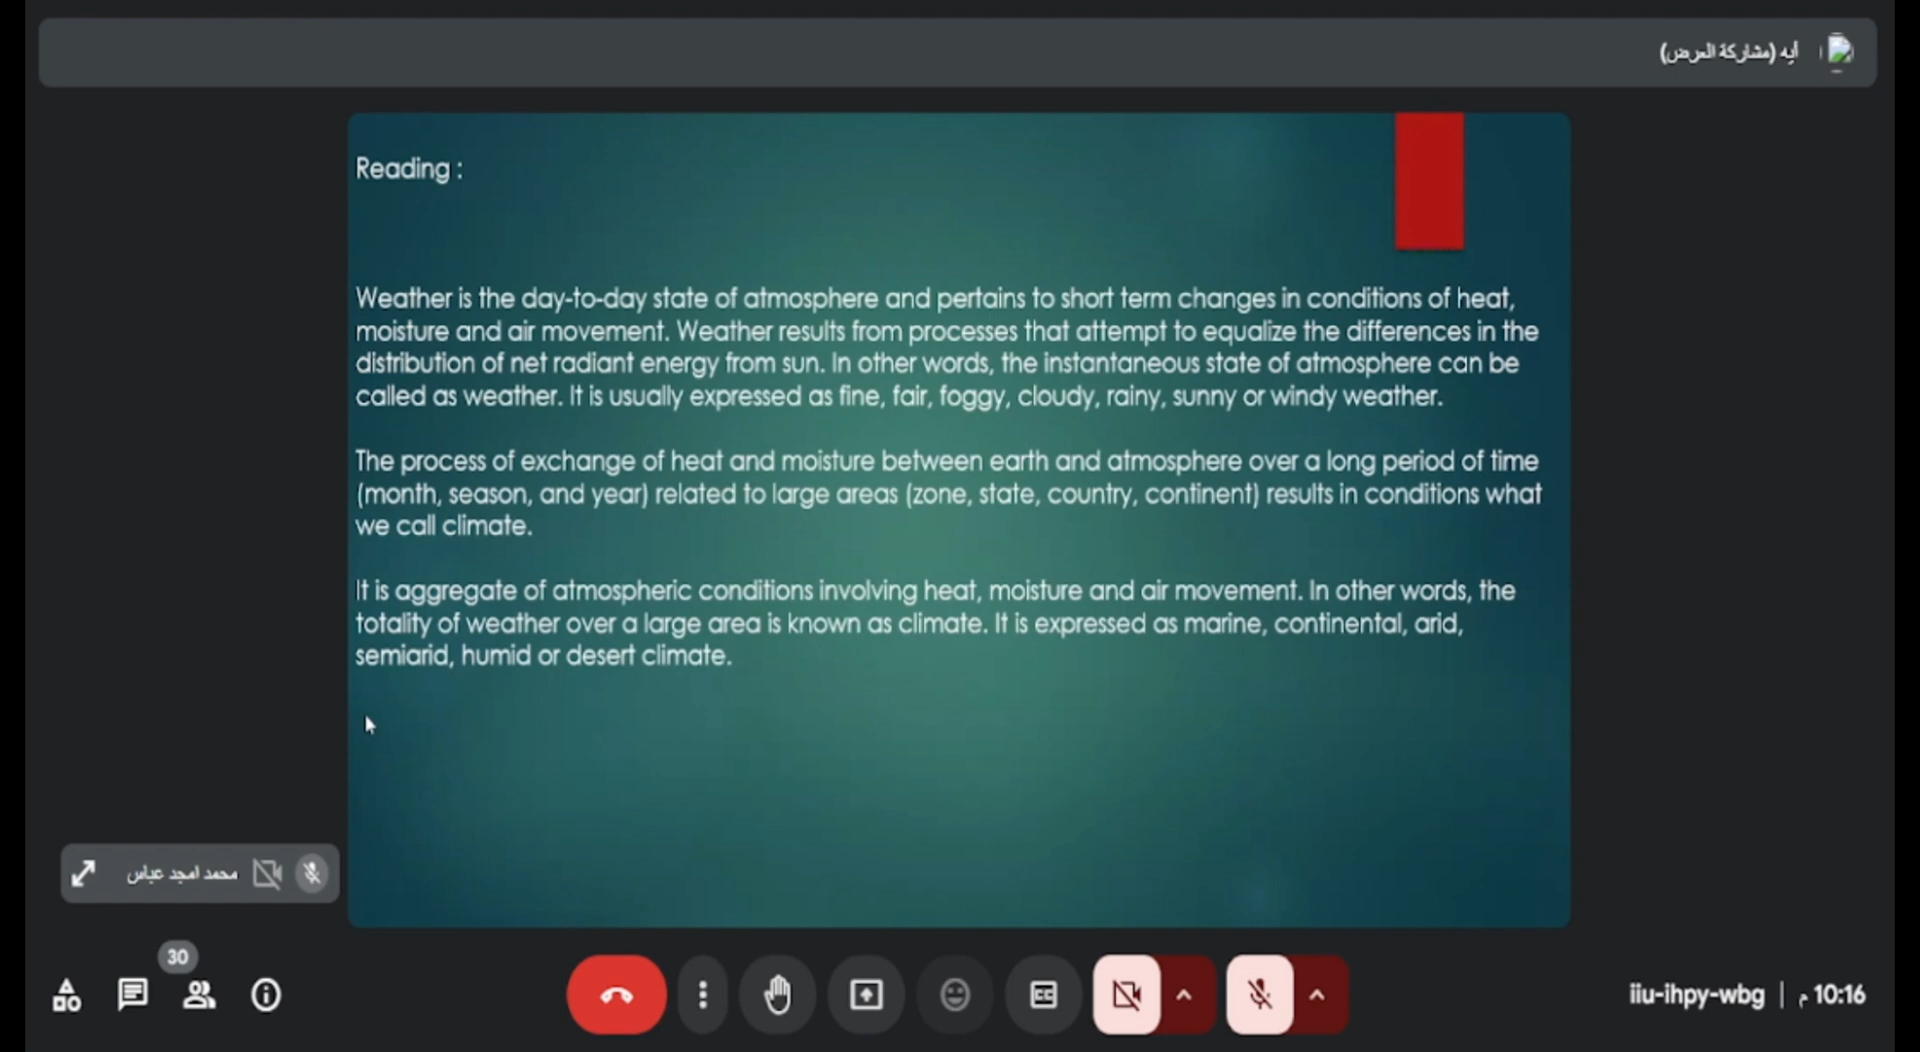 أيه (مشاركة العرض)
Reading :
Weather is the day-to-day state of atmosphere and pertains to short term changes in conditions of heat,
moisture and air movement. Weather results from processes that attempt to equalize the differences in the
distribution of net radiant energy from sun. In other words, the instantaneous state of atmosphere can be
called as weather. It is usually expressed as fine, fair, foggy, cloudy, rainy, sunny or windy weather.
The process of exchange of heat and moisture between earth and atmosphere over a long period of time
(month, season, and year) related to large areas (zone, state, country, continent) results in conditions what
we call climate.
It is aggregate of atmospheric conditions involving heat, moisture and air movement. In other words, the
totality of weather over a large area is known as climate. It is expressed as marine, continental, arid,
semiarid, humid or desert climate.
محمد امجد عباس
30
CC
iiu-ihpy-wbg | 10:16 م